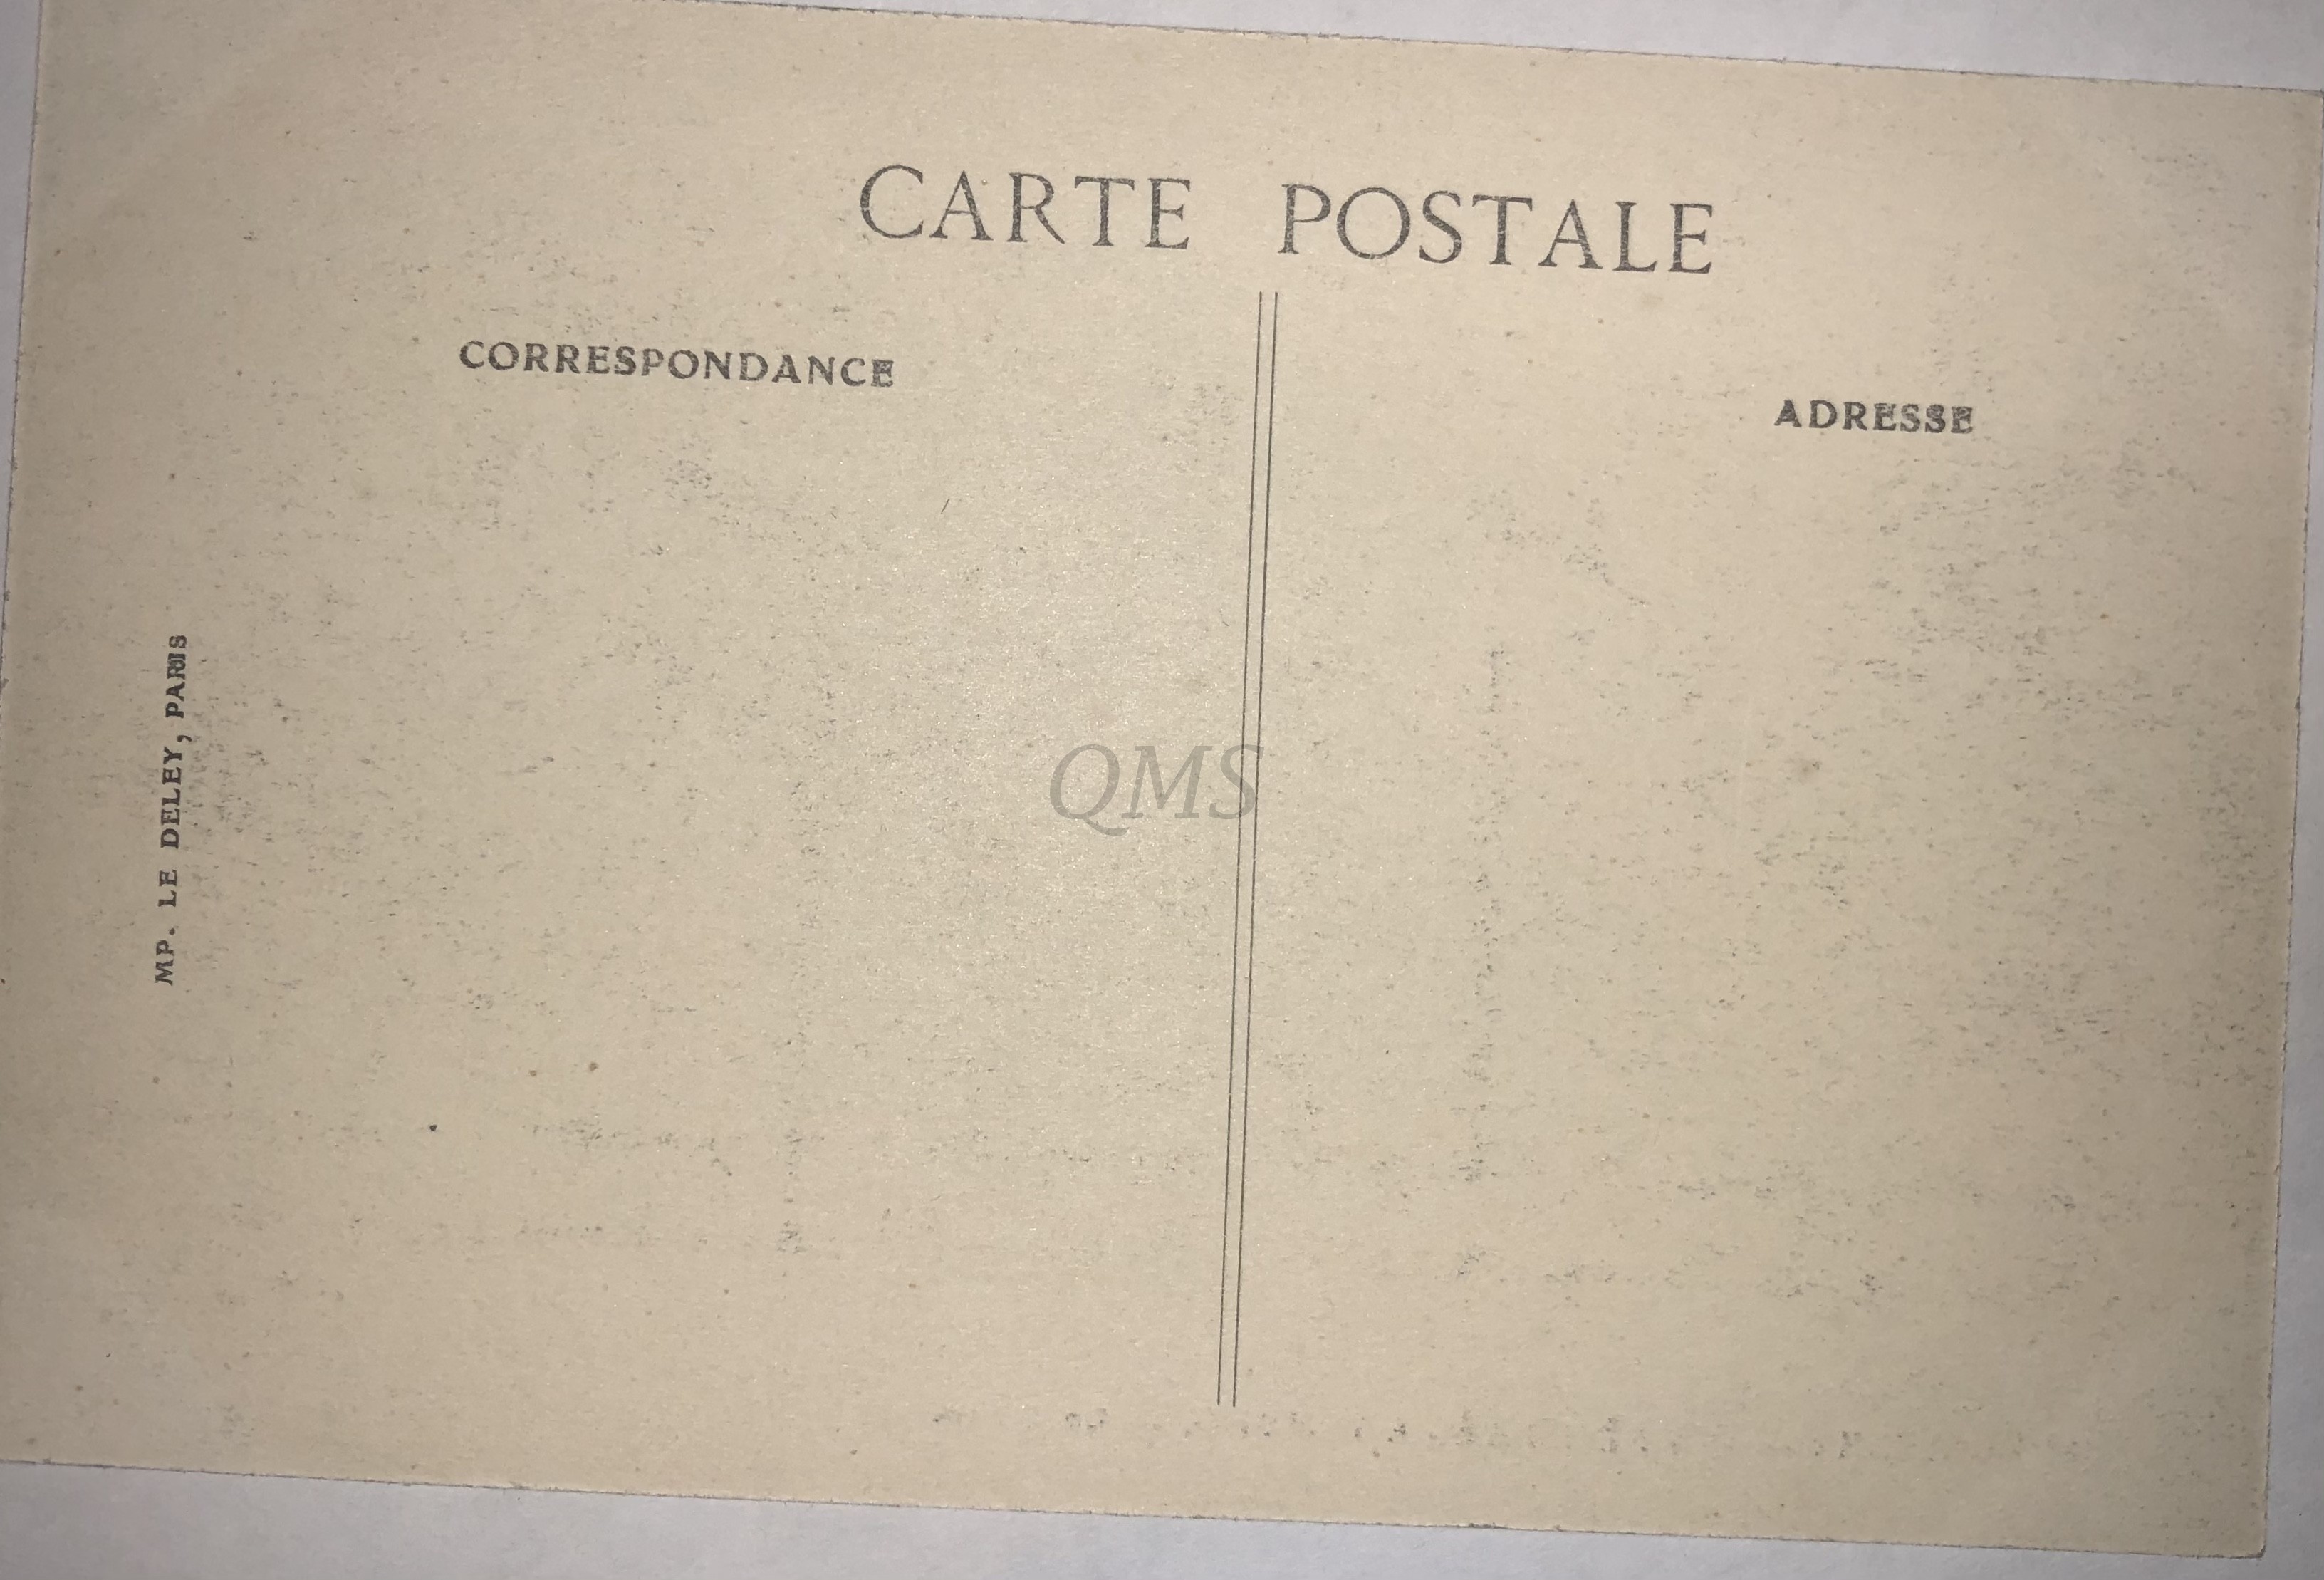 CARTE POSTALE
CORRESPONDANCE
ADRESSE
MP. LE DELEY, PARIS
QMS